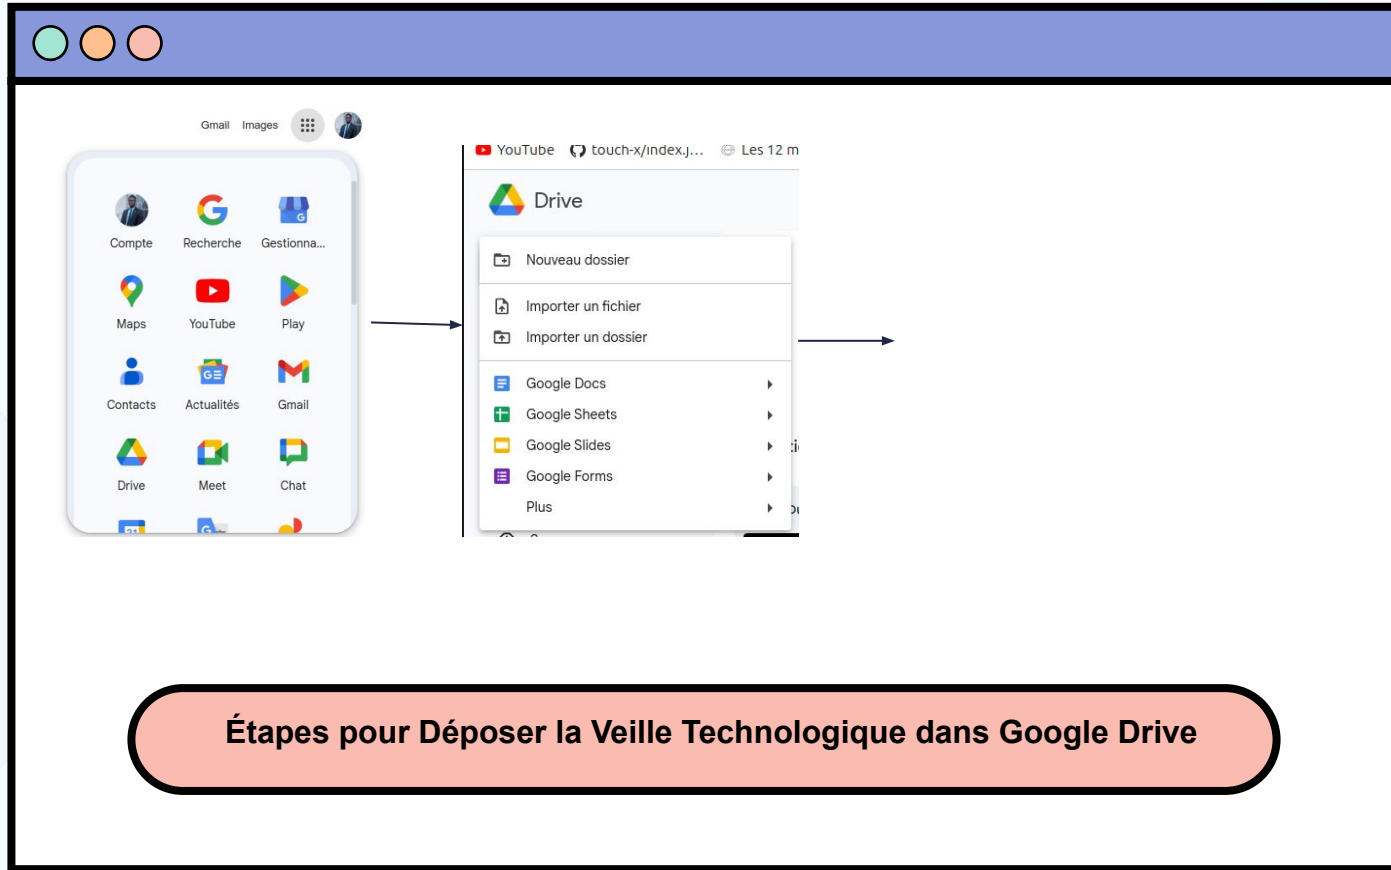 Gmail Images
Compte Recherche Gestionna...
Maps YouTube Play
Contacts Actualités Gmail
Drive Meet Chat
YouTube touch-x/index.j... Les 12 m
Drive
Nouveau dossier
Importer un fichier
Importer un dossier
Google Docs
Google Sheets
Google Slides
Google Forms
Plus
Étapes pour Déposer la Veille Technologique dans Google Drive